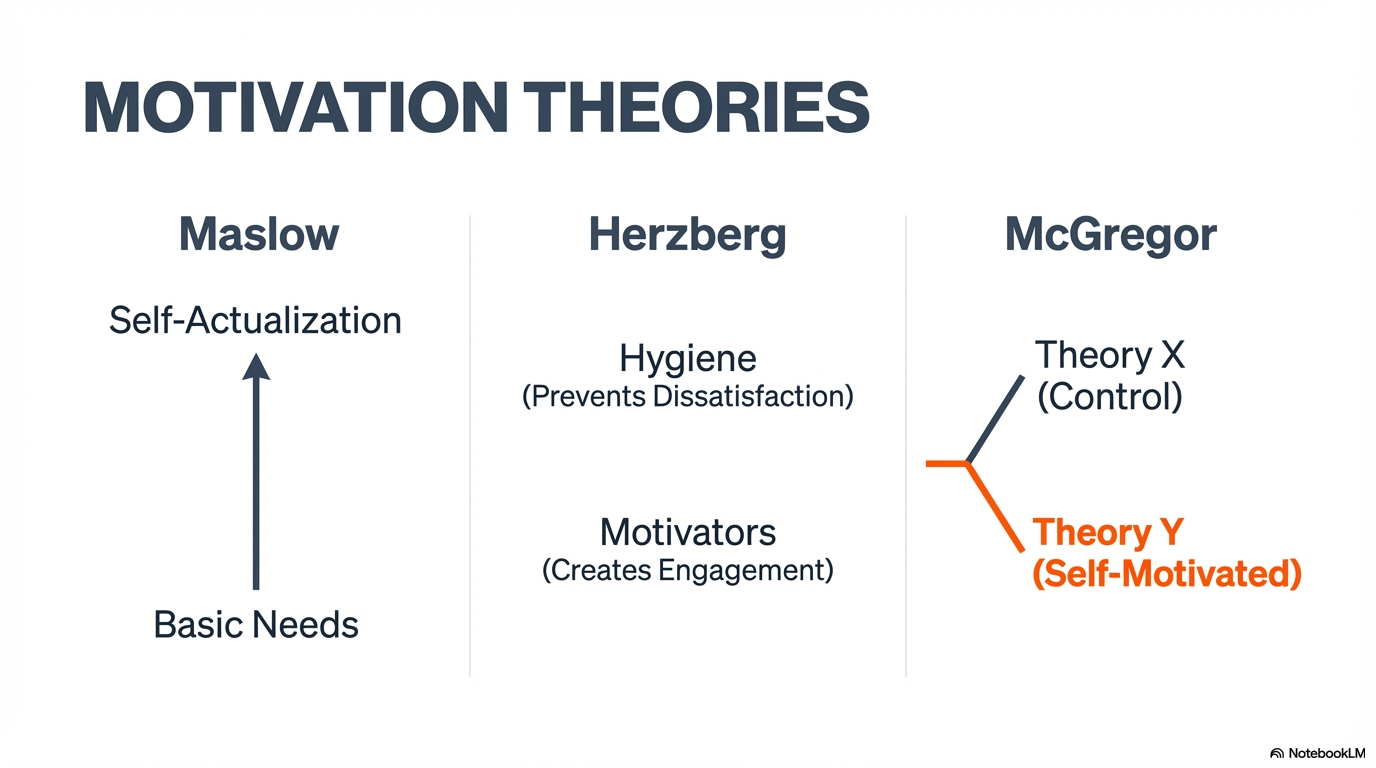 MOTIVATION THEORIES
Maslow
Self-Actualization
Basic Needs
Herzberg
Hygiene
(Prevents Dissatisfaction)
Motivators
(Creates Engagement)
McGregor
Theory X
(Control)
Theory Y
(Self-Motivated)
NotebookLM